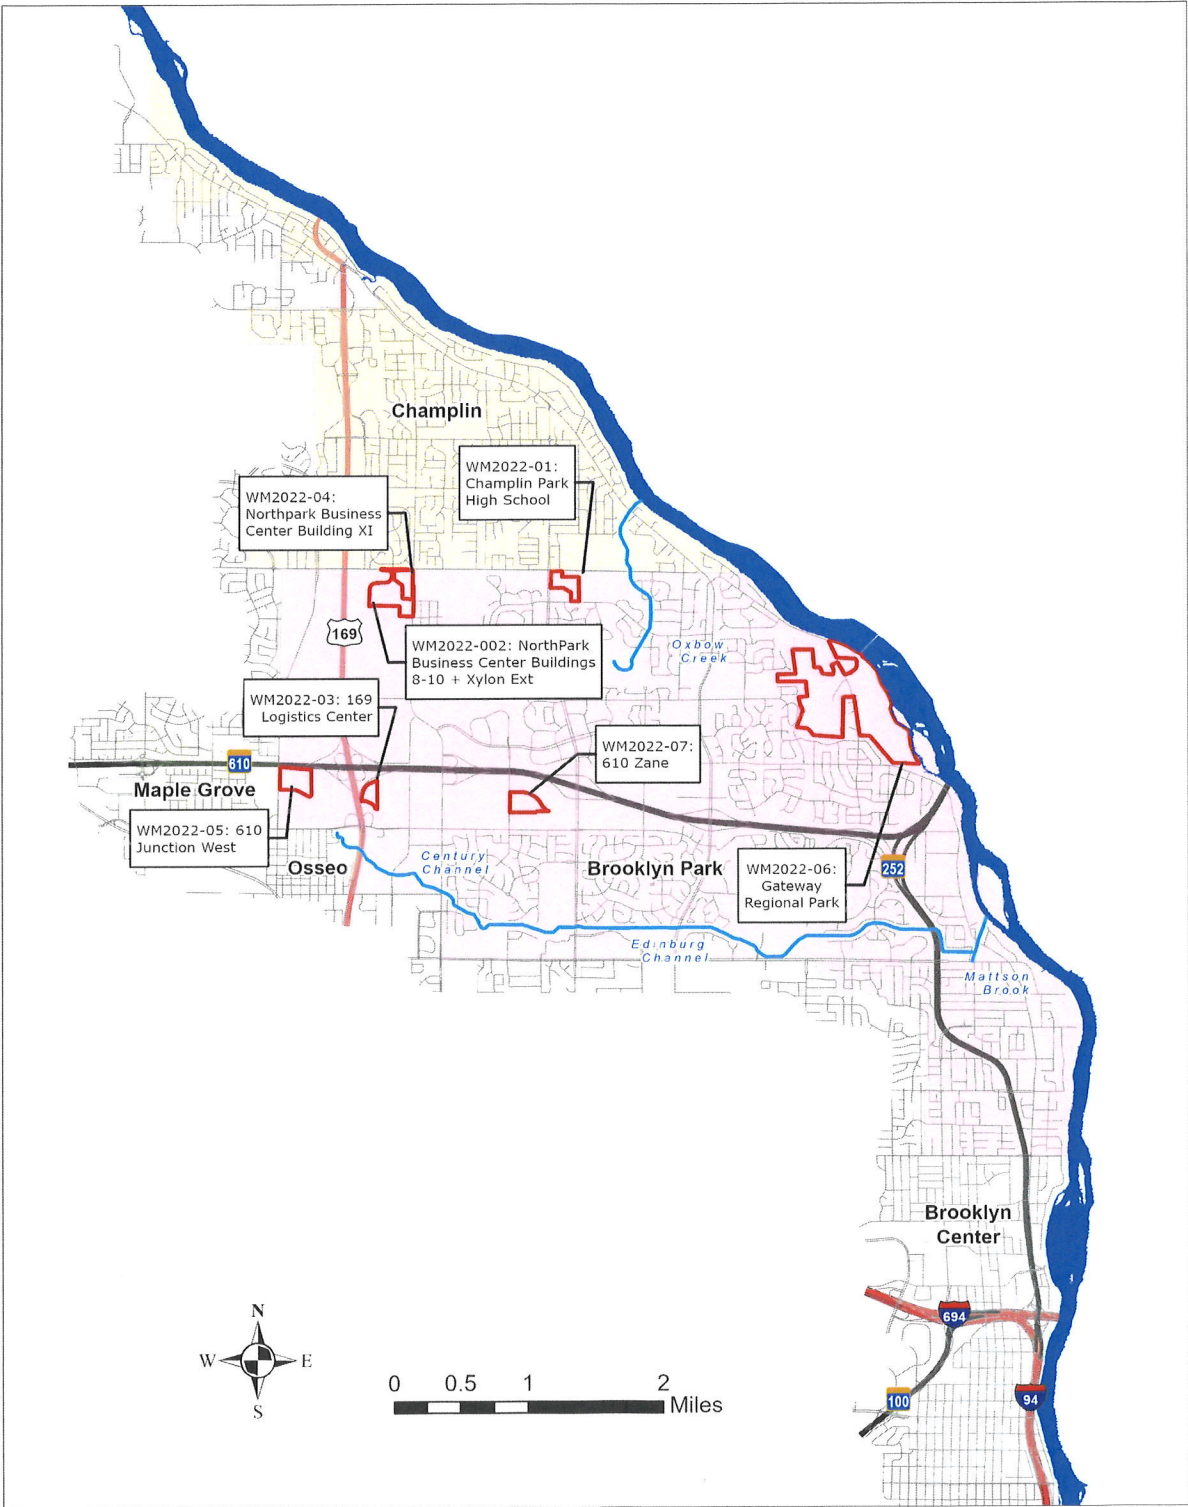 Champlin
WM2022-01:
Champlin Park
High School
WM2022-04:
Northpark Business
Center Building XI
169
WM2022-002: NorthPark
Business Center Buildings
8-10 + Xylon Ext
Oxbow
Creek
WM2022-03: 169
Logistics Center
WM2022-07:
610 Zane
610
Maple Grove
WM2022-05: 610
Junction West
Osseo
Century
Channel
Brooklyn Park
WM2022-06:
Gateway
Regional Park
252
Edinburg
Channel
Mattson
Brook
Brooklyn
Center
694
100
94
N
W
E
S
0 0.5 1 2
Miles